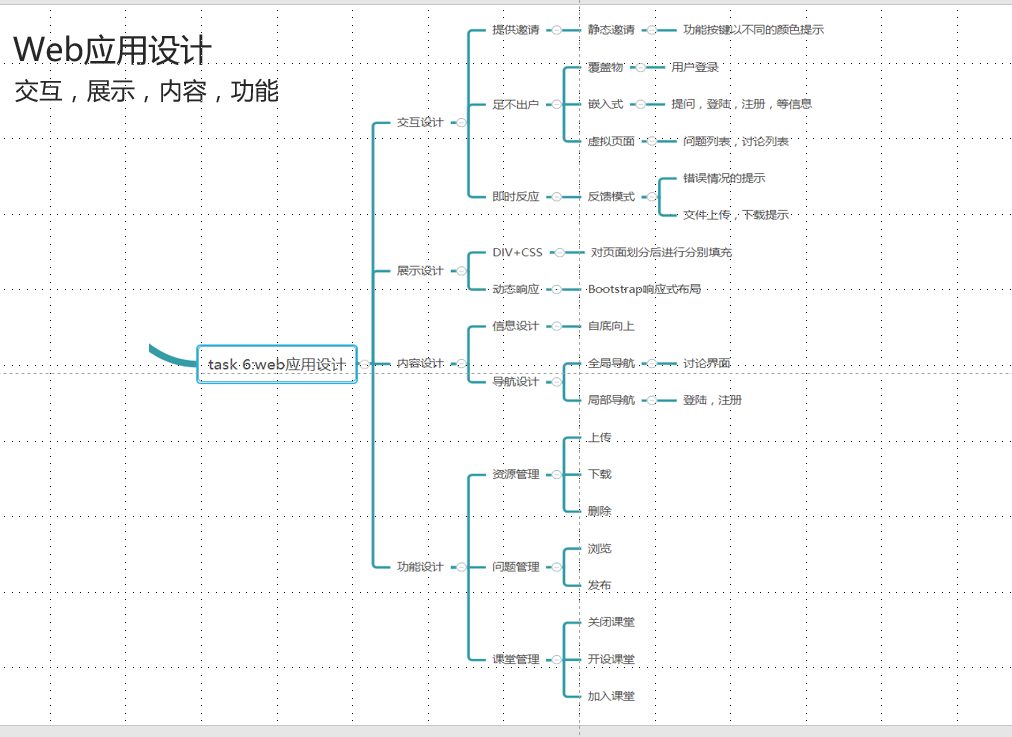 Web应用设计
交互，展示，内容，功能
task 6:web应用设计
交互设计
提供邀请
静态邀请
功能按键以不同的颜色提示
足不出户
覆盖物
用户登录
嵌入式
提问，登陆，注册，等信息
虚拟页面
问题列表，讨论列表
即时反应
反馈模式
错误情况的提示
文件上传，下载提示
展示设计
DIV+CSS
对页面划分后进行分别填充
动态响应
Bootstrap响应式布局
内容设计
信息设计
自底向上
导航设计
全局导航
讨论界面
局部导航
登陆，注册
功能设计
资源管理
上传
下载
删除
问题管理
浏览
发布
课堂管理
关闭课堂
开设课堂
加入课堂